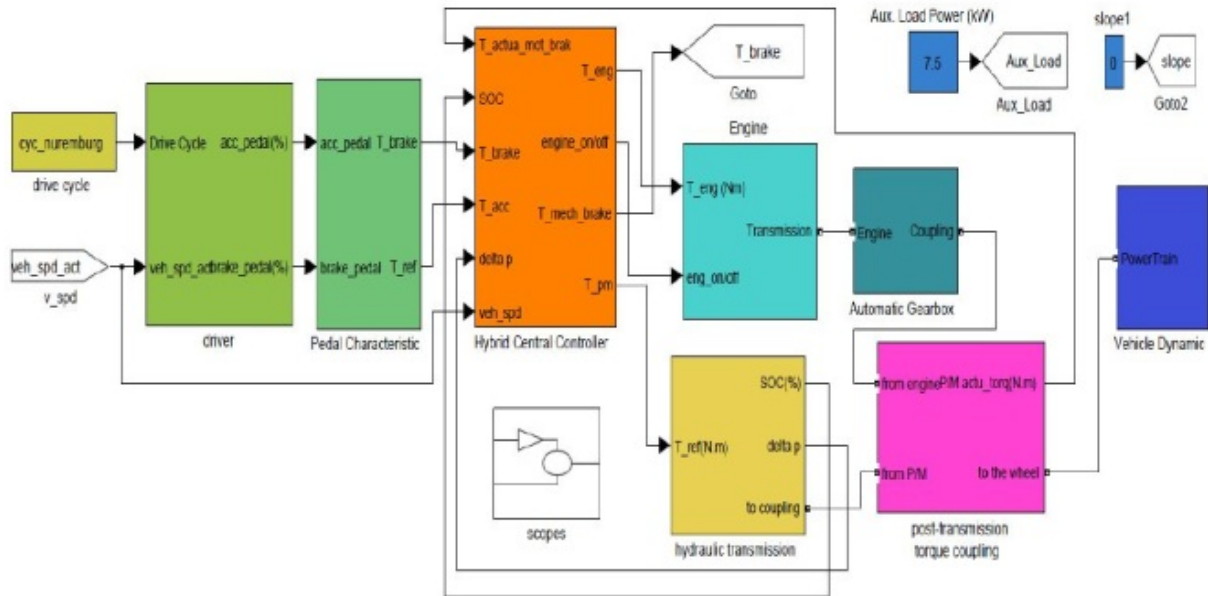 Aux. Load Power (kW)
slope1
T_actua_mot_brak
T_eng
T_brake
7.5
Aux_Load
0
slope
SOC
Goto
Aux_Load
Goto2
Engine
cyc_nuremburg
Drive Cycle
acc_pedal(%)
acc_pedal
T_brake
T_brake
engine_on/off
drive cycle
T_eng (Nm)
T_acc
T_mech_brake
Transmission
Engine
Coupling
veh_spd_act
veh_spd_act
brake_pedal(%)
brake_pedal
T_ref
delta p
eng_on/off
PowerTrain
v_spd
T_pm
Automatic Gearbox
veh_spd
driver
Pedal Characteristic
Hybrid Central Controller
Vehicle Dynamic
SOC(%)
from engine
P/M actu_torq(N.m)
T_ref(N.m)
delta p
from P/M
to the wheel
to coupling
scopes
hydraulic transmission
post-transmission
torque coupling